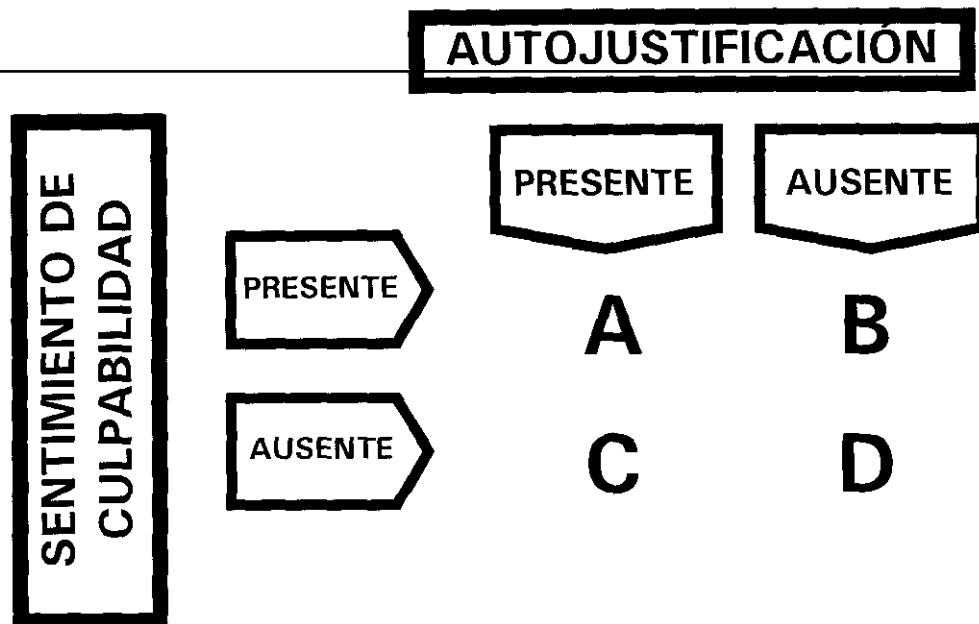 AUTOJUSTIFICACIÓN
PRESENTE
AUSENTE
SENTIMIENTO DE
CULPABILIDAD
PRESENTE
A
B
AUSENTE
C
D